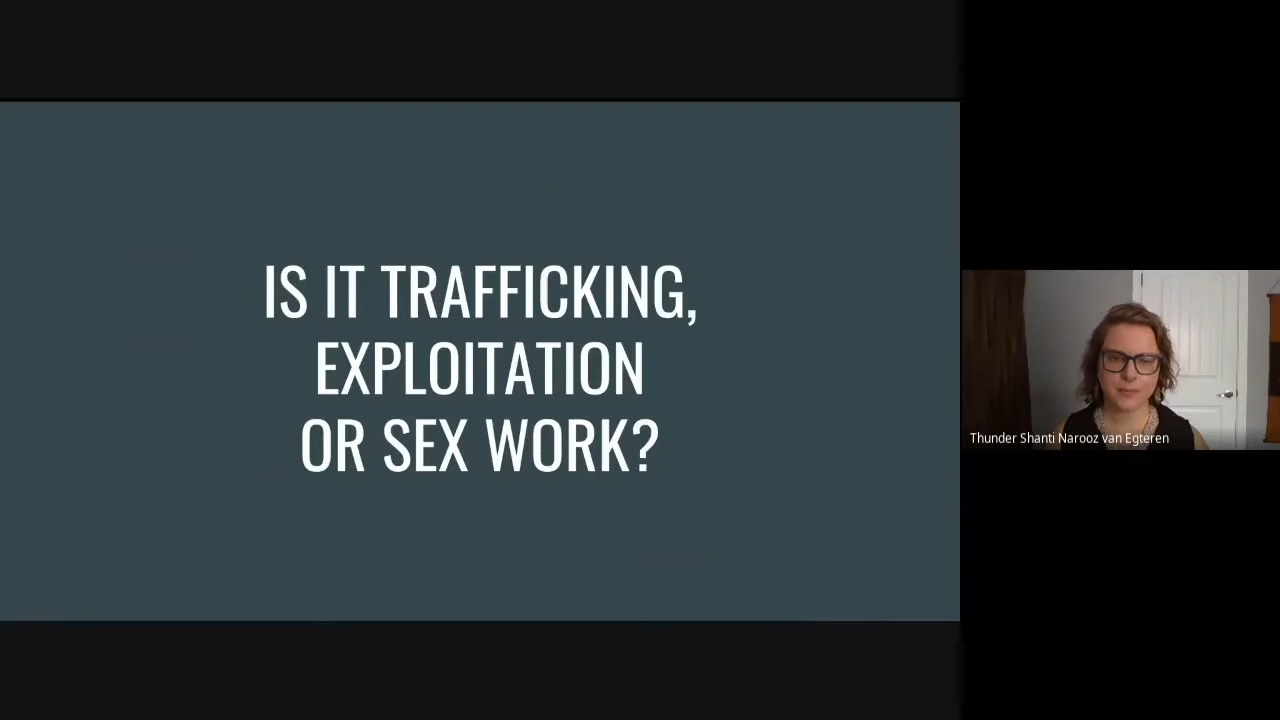 IS IT TRAFFICKING,
EXPLOITATION
OR SEX WORK?
Thunder Shanti Narooz van Egteren